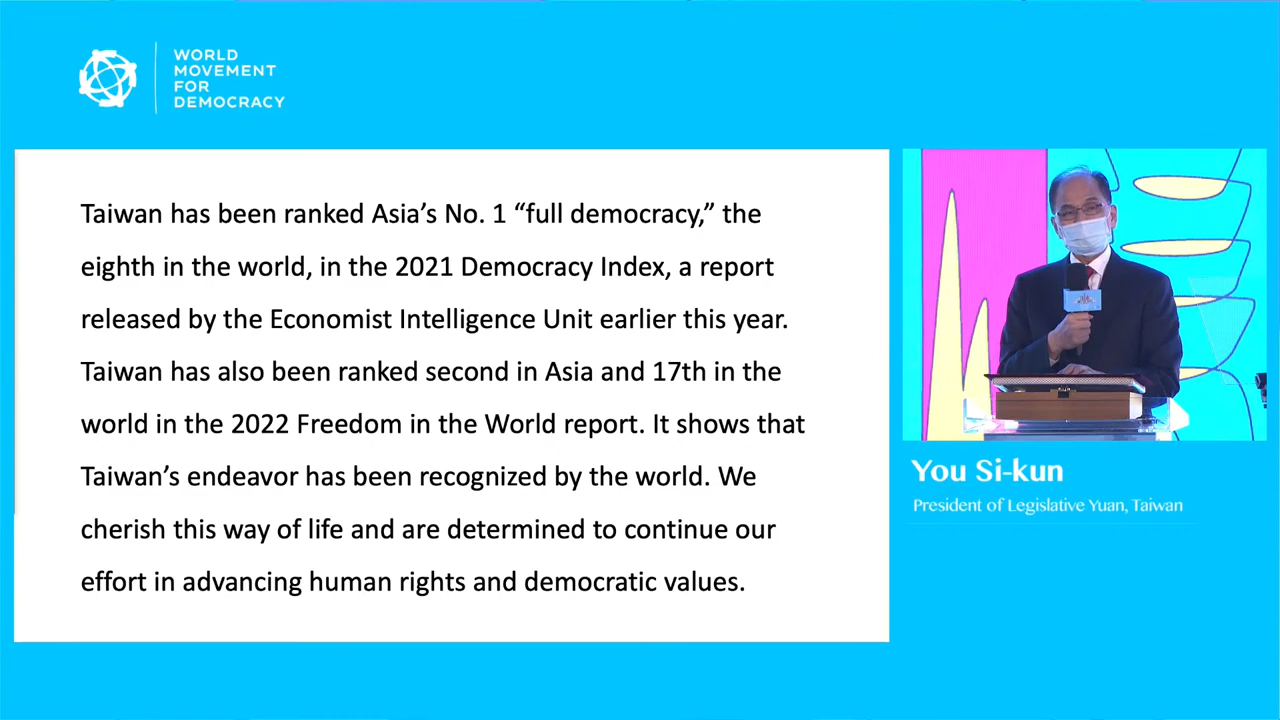 WORLD
MOVEMENT
FOR
DEMOCRACY
Taiwan has been ranked Asia’s No. 1 “full democracy,” the
eighth in the world, in the 2021 Democracy Index, a report
released by the Economist Intelligence Unit earlier this year.
Taiwan has also been ranked second in Asia and 17th in the
world in the 2022 Freedom in the World report. It shows that
Taiwan’s endeavor has been recognized by the world. We
cherish this way of life and are determined to continue our
effort in advancing human rights and democratic values.
You Si-kun
President of Legislative Yuan, Taiwan